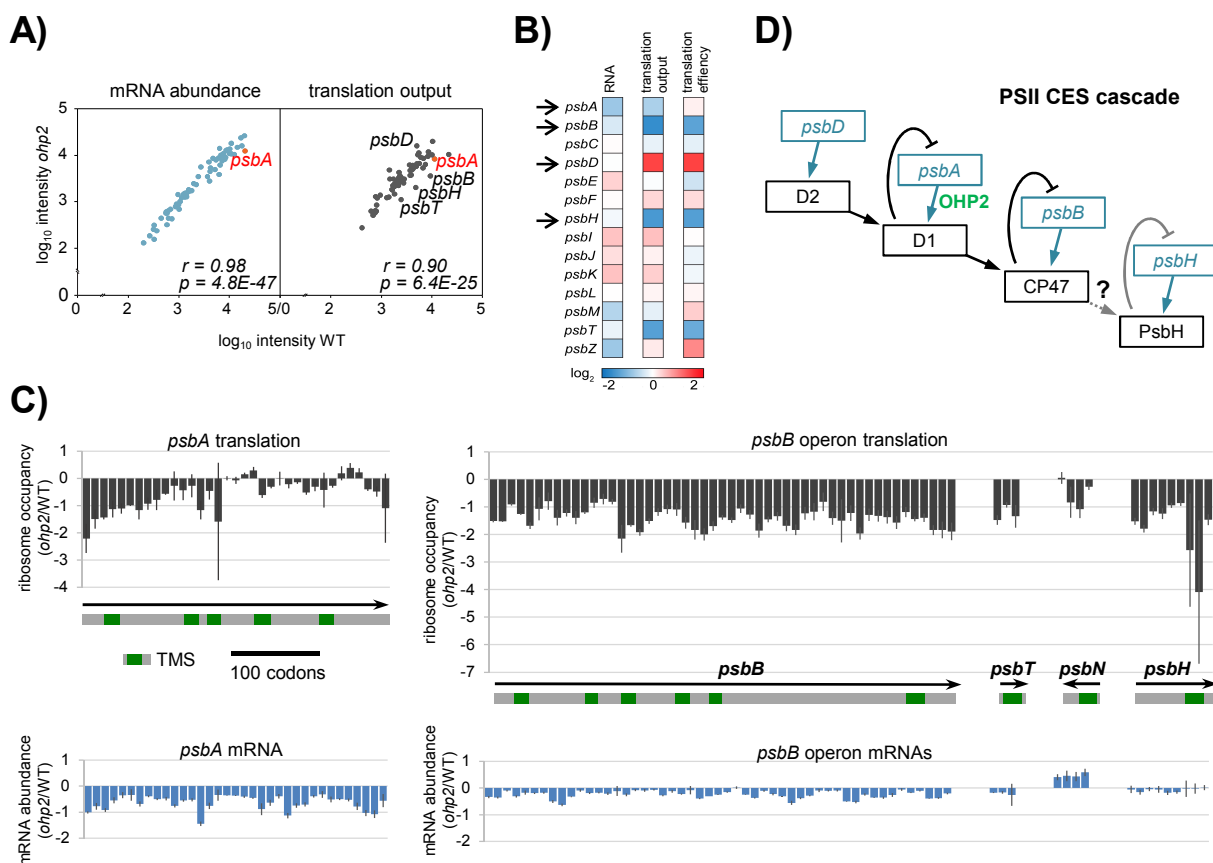 A)
mRNA abundance
translation output
log10 intensity ohp2
5
4
3
2
0
psbA
r = 0.98
p = 4.8E-47
psbD
psbA
psbB
psbH
psbT
r = 0.90
p = 6.4E-25
0 2 3 4 5/0 2 3 4 5
log10 intensity WT
B)
RNA
translation output
translation effiency
psbA
psbB
psbC
psbD
psbE
psbF
psbH
psbI
psbJ
psbK
psbL
psbM
psbT
psbZ
log2
-2 0 2
D)
PSII CES cascade
psbD
D2
psbA
OHP2
D1
psbB
CP47
?
psbH
PsbH
C)
psbA translation
ribosome occupancy
(ohp2/WT)
1
0
-1
-2
-3
-4
TMS
100 codons
psbB operon translation
ribosome occupancy
(ohp2/WT)
1
0
-1
-2
-3
-4
-5
-6
-7
psbB
psbT
psbN
psbH
psbA mRNA
mRNA abundance
(ohp2/WT)
1
0
-1
-2
psbB operon mRNAs
mRNA abundance
(ohp2/WT)
1
0
-1
-2